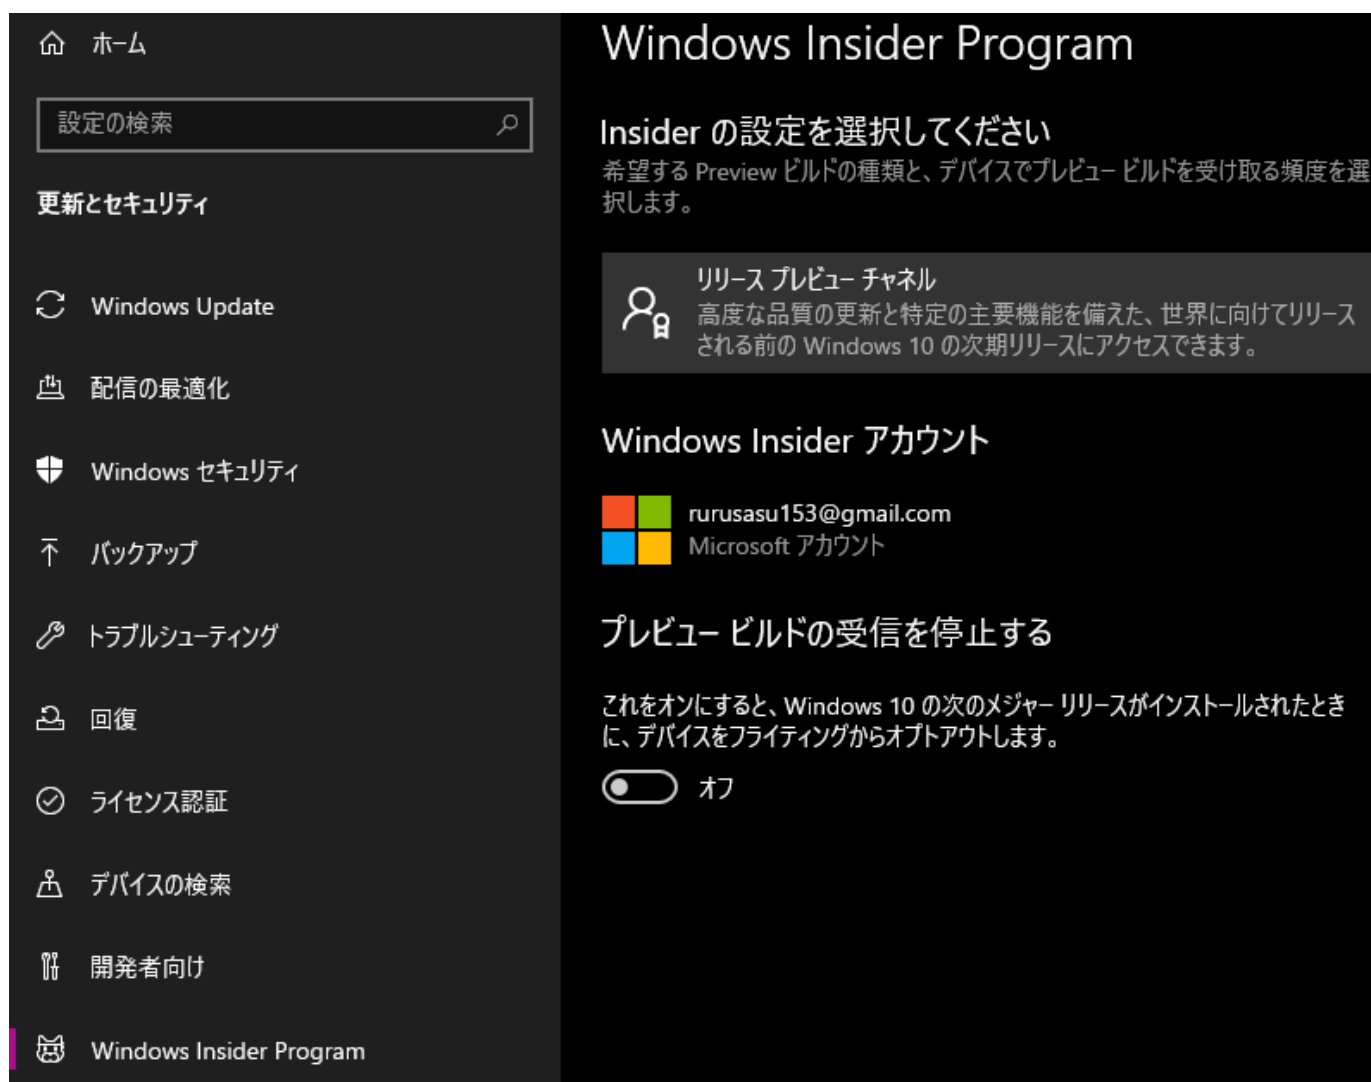 ホーム
設定の検索
更新とセキュリティ
Windows Update
配信の最適化
Windows セキュリティ
バックアップ
トラブルシューティング
回復
ライセンス認証
デバイスの検索
開発者向け
Windows Insider Program
Windows Insider Program
Insider の設定を選択してください
希望する Preview ビルドの種類と、デバイスでプレビュー ビルドを受け取る頻度を選
択します。
リリース プレビュー チャネル
高度な品質の更新と特定の主要機能を備えた、世界に向けてリリース
される前の Windows 10 の次期リリースにアクセスできます。
Windows Insider アカウント
rurusasu153@gmail.com
Microsoft アカウント
プレビュー ビルドの受信を停止する
これをオンにすると、Windows 10 の次のメジャー リリースがインストールされたとき
に、デバイスをフライティングからオプトアウトします。
オフ